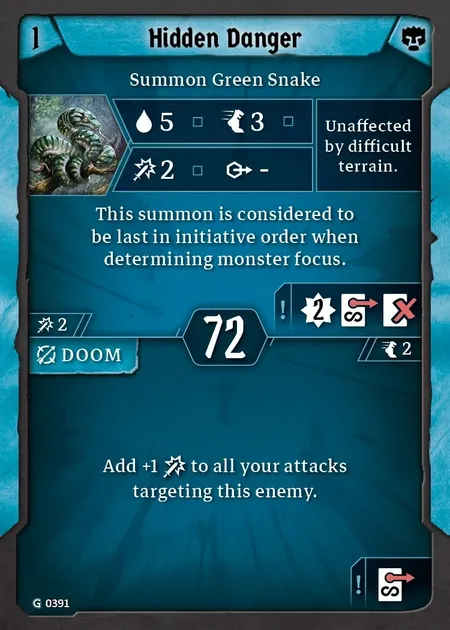 1 Hidden Danger
Summon Green Snake
5 3
2 -
Unaffected
by difficult
terrain.
This summon is considered to
be last in initiative order when
determining monster focus.
2
2
72
2
DOOM
Add +1 to all your attacks
targeting this enemy.
G 0391